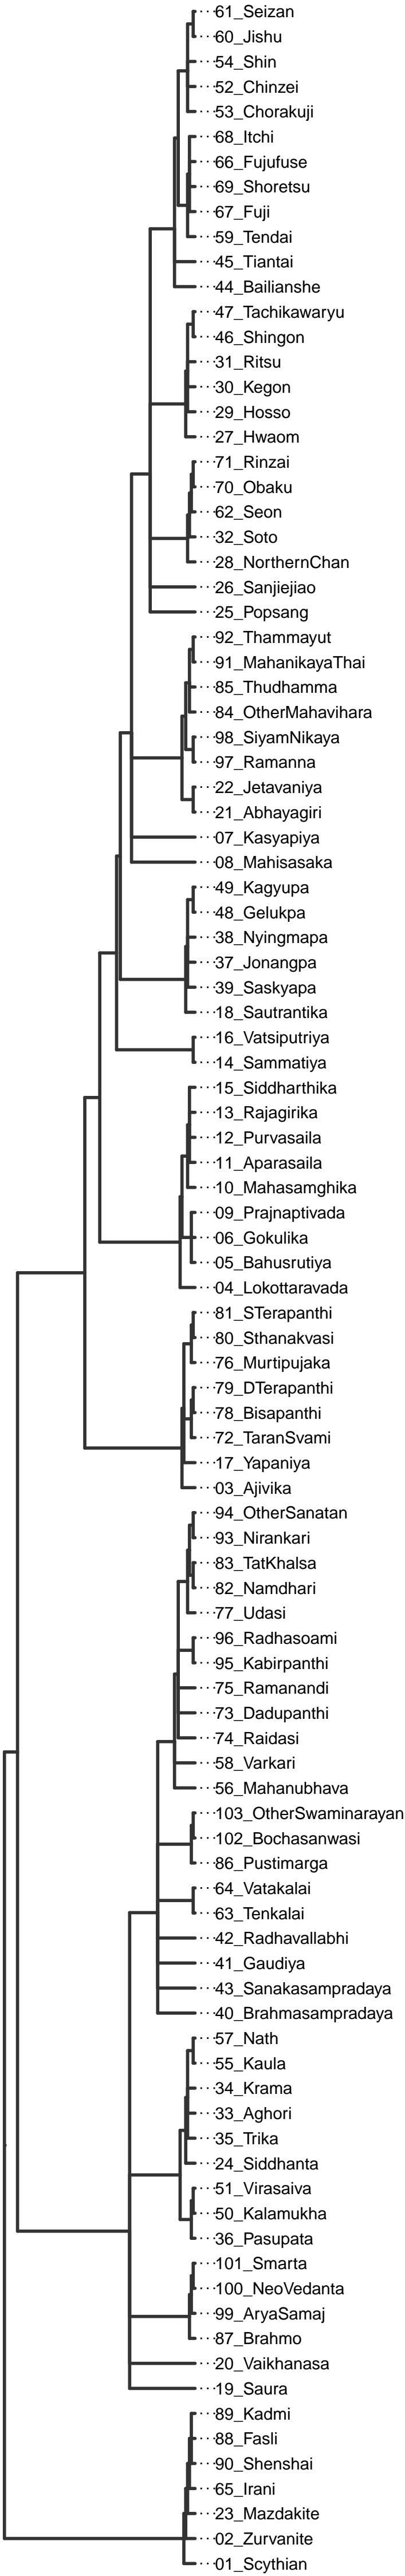 61_Seizan
60_Jishu
54_Shin
52_Chinzei
53_Chorakuji
68_Itchi
66_Fujufuse
69_Shoretsu
67_Fuji
59_Tendai
45_Tiantai
44_Bailianshe
47_Tachikawaryu
46_Shingon
31_Ritsu
30_Kegon
29_Hosso
27_Hwaom
71_Rinzai
70_Obaku
62_Seon
32_Soto
28_NorthernChan
26_Sanjiejiao
25_Popsang
92_Thammayut
91_MahanikayaThai
85_Thudhamma
84_OtherMahavihara
98_SiyamNikaya
97_Ramanna
22_Jetavaniya
21_Abhayagiri
07_Kasyapiya
08_Mahisasaka
49_Kagyupa
48_Gelukpa
38_Nyingmapa
37_Jonangpa
39_Saskyapa
18_Sautrantika
16_Vatsiputriya
14_Sammatiya
15_Siddharthika
13_Rajagirika
12_Purvasaila
11_Aparasaila
10_Mahasamghika
09_Prajnaptivada
06_Gokulika
05_Bahusrutiya
04_Lokottaravada
81_STerapanthi
80_Sthanakvasi
76_Murtipujaka
79_DTerapanthi
78_Bisapanthi
72_TaranSvami
17_Yapaniya
03_Ajivika
94_OtherSanatan
93_Nirankari
83_TatKhalsa
82_Namdhari
77_Udasi
96_Radhasoami
95_Kabirpanthi
75_Ramanandi
73_Dadupanthi
74_Raidasi
58_Varkari
56_Mahanubhava
103_OtherSwaminarayan
102_Bochasanwasi
86_Pustimarga
64_Vatakalai
63_Tenkalai
42_Radhavallabhi
41_Gaudiya
43_Sanakasampradaya
40_Brahmasampradaya
57_Nath
55_Kaula
34_Krama
33_Aghori
35_Trika
24_Siddhanta
51_Virasaiva
50_Kalamukha
36_Pasupata
101_Smarta
100_NeoVedanta
99_AryaSamaj
87_Brahmo
20_Vaikhanasa
19_Saura
89_Kadmi
88_Fasli
90_Shenshai
65_Irani
23_Mazdakite
02_Zurvanite
01_Scythian